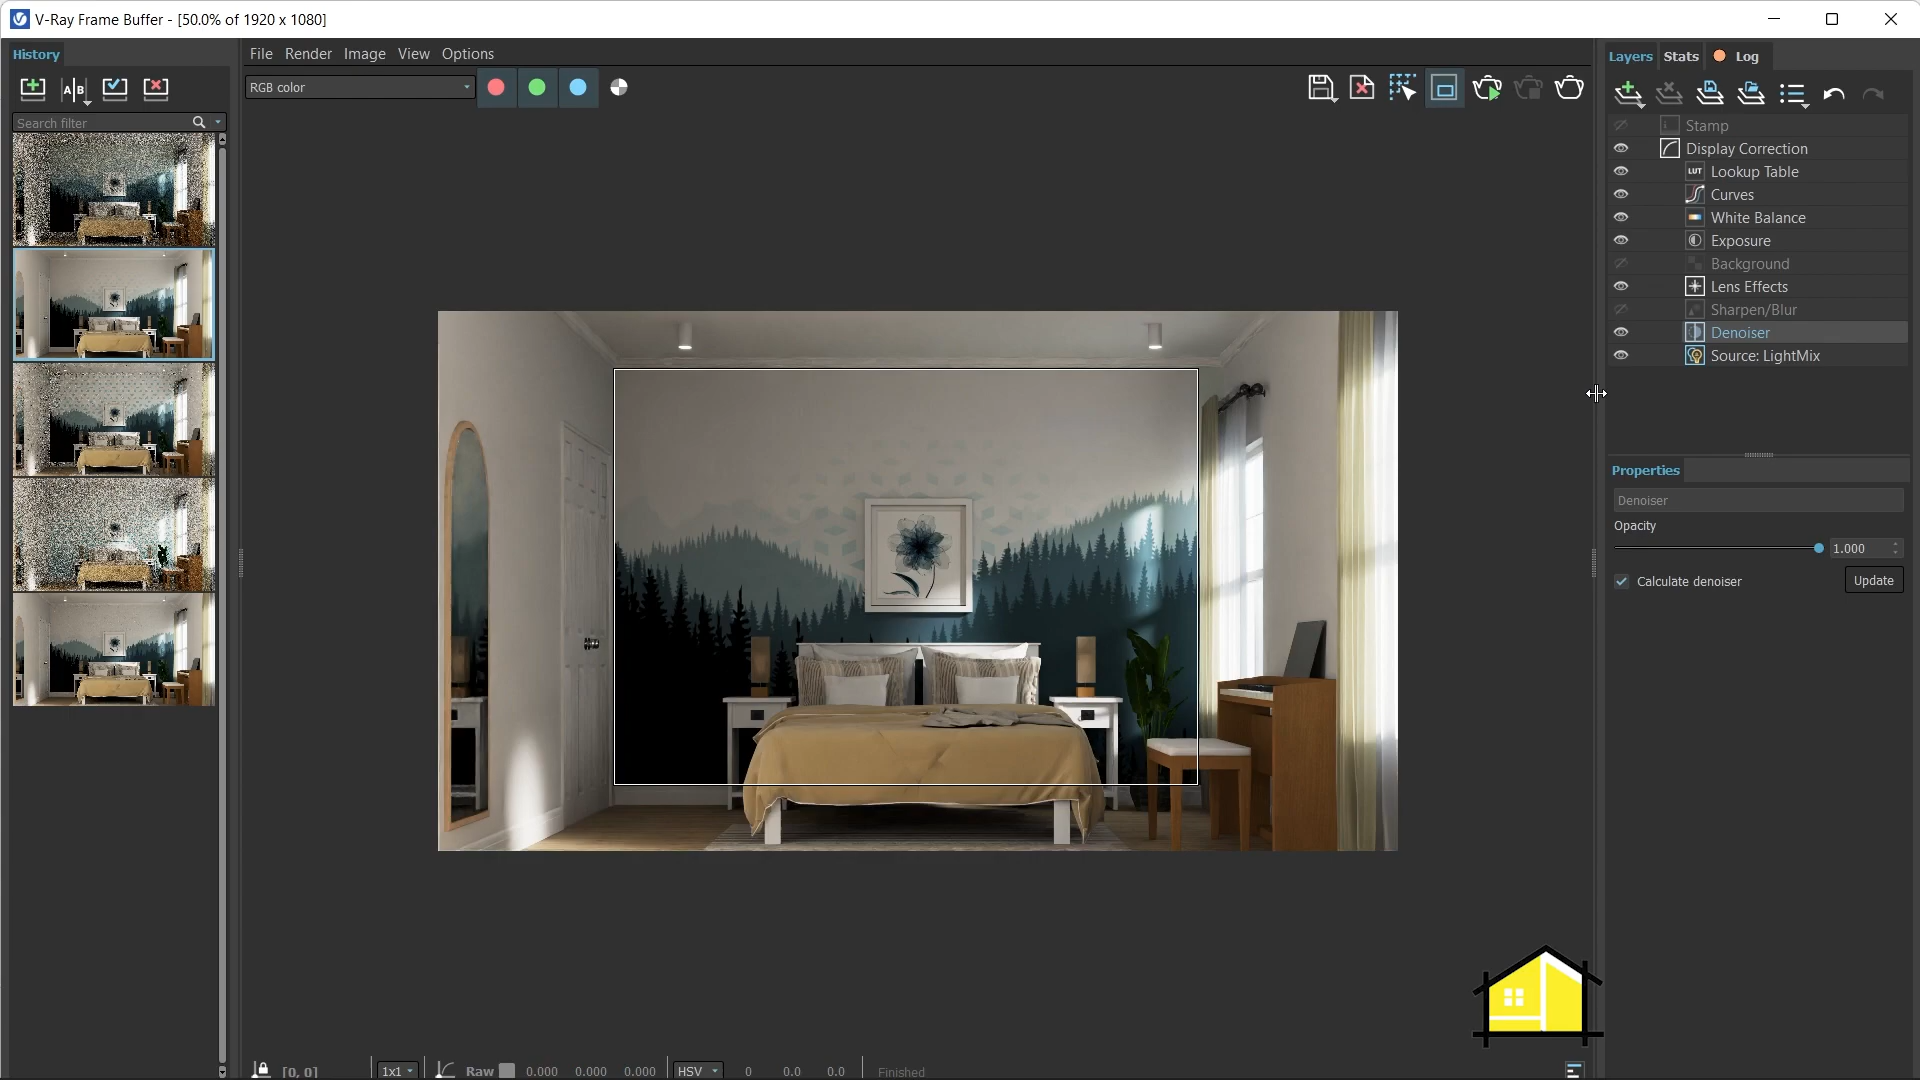 V-Ray Frame Buffer - [50.0% of 1920 x 1080]
History
File Render Image View Options
Layers Stats Log
A B
RGB color
Search filter
Stamp
Display Correction
LUT Lookup Table
Curves
White Balance
Exposure
Background
Lens Effects
Sharpen/Blur
Denoiser
Source: LightMix
Properties
Denoiser
Opacity
1.000
Calculate denoiser Update
[0, 0] 1x1 Raw 0.000 0.000 0.000 HSV 0 0.0 0.0 Finished